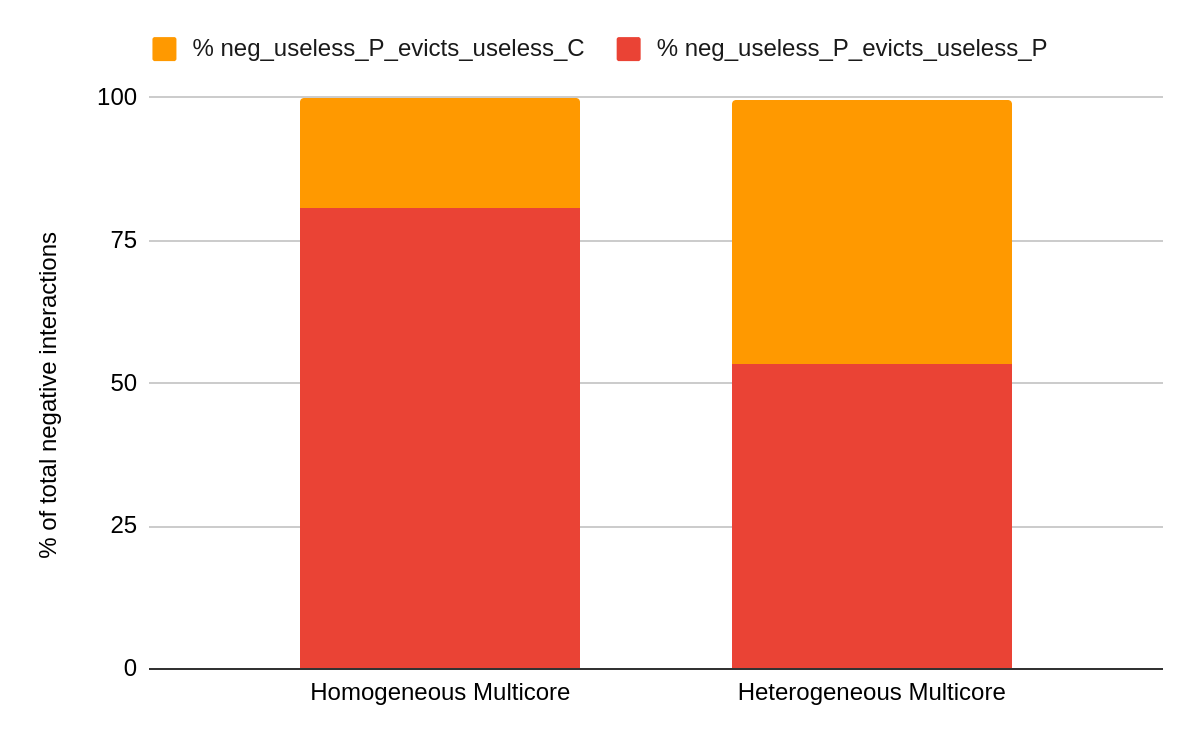 % neg_useless_P_evicts_useless_C % neg_useless_P_evicts_useless_P
100
75
50
25
0
% of total negative interactions
Homogeneous Multicore Heterogeneous Multicore